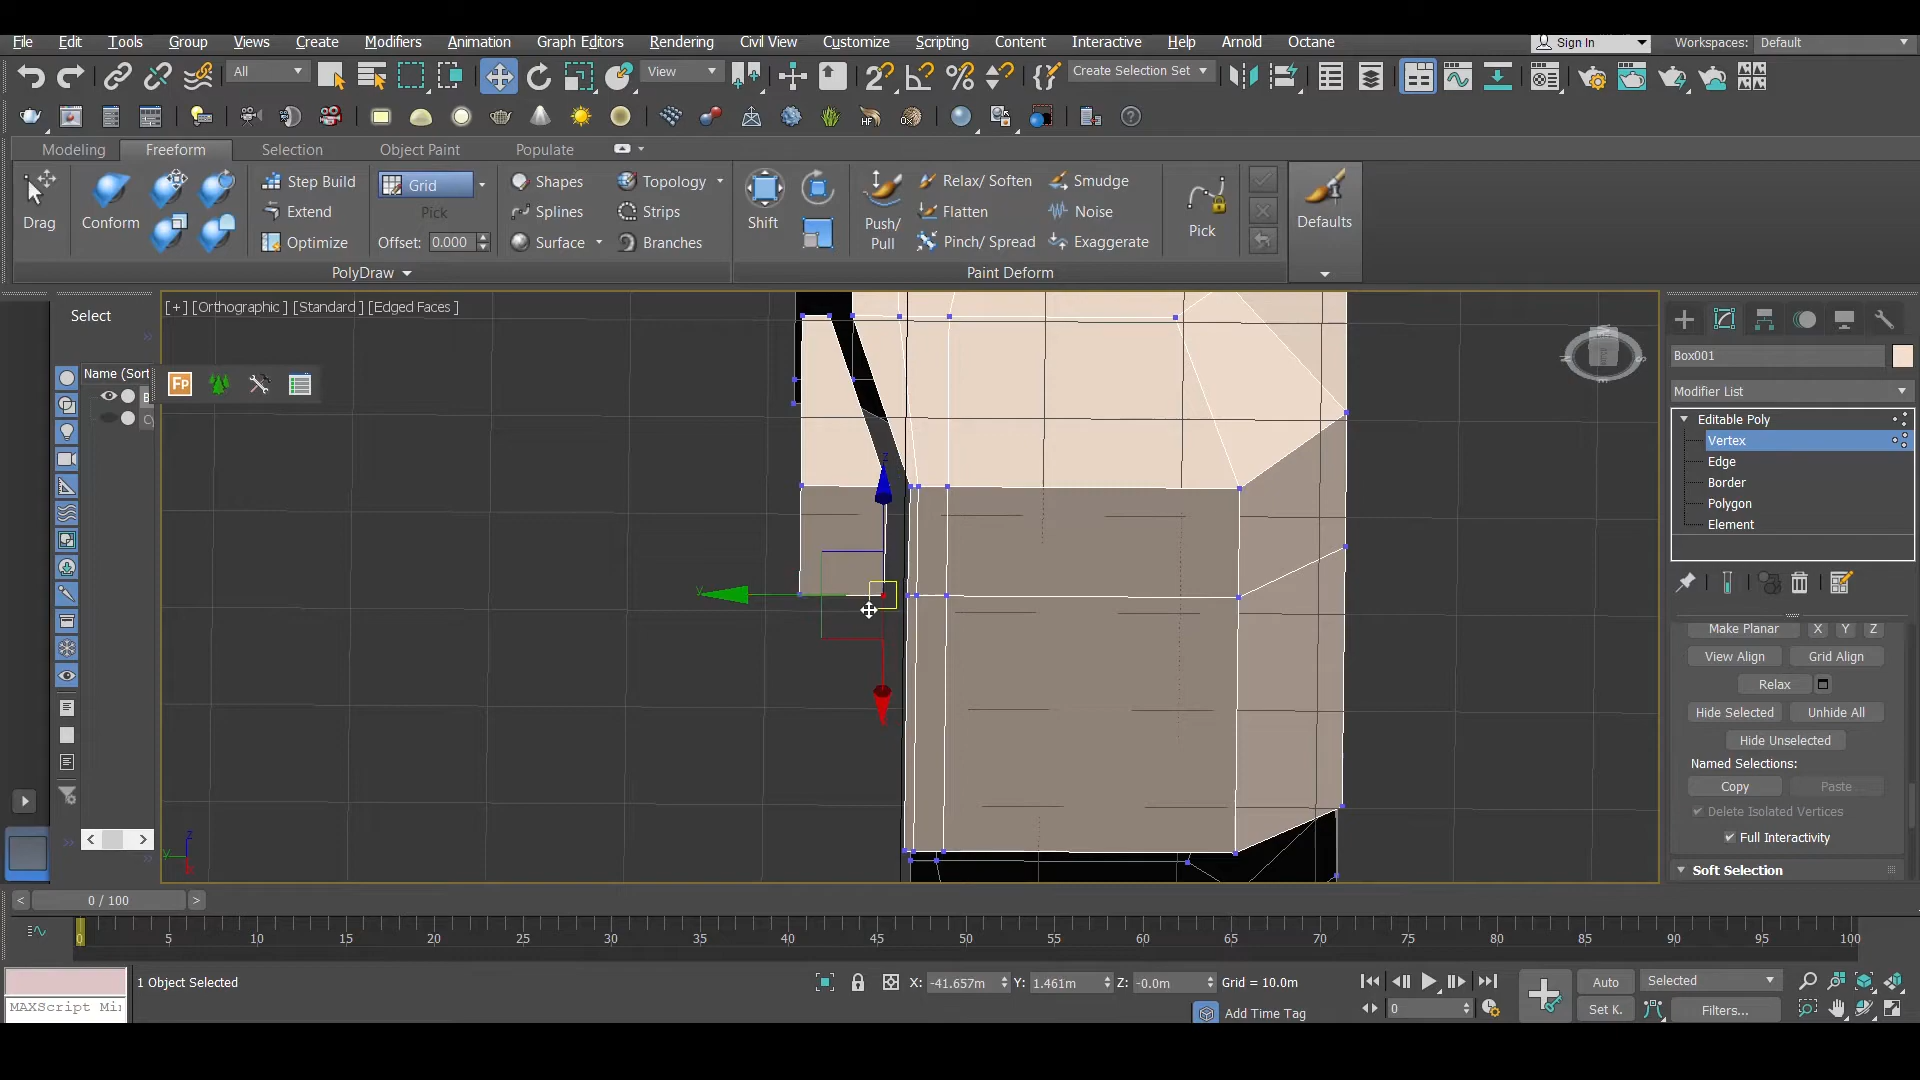 File Edit Tools Group Views Create Modifiers Animation Graph Editors Rendering Civil View Customize Scripting Content Interactive Help Arnold Octane Sign In Workspaces: Default
All View Create Selection Set
Modeling Freeform Selection Object Paint Populate
Drag Conform Step Build Extend Optimize Grid Pick Offset: 0.000 Shapes Splines Surface Topology Strips Branches Shift Push/ Pull Relax/ Soften Flatten Pinch/ Spread Smudge Noise Exaggerate Pick Defaults
PolyDraw Paint Deform
Select
[+] [Orthographic ] [Standard ] [Edged Faces ]
Name (Sort
Fp
z
y
Box001
Modifier List
Editable Poly
Vertex
Edge
Border
Polygon
Element
Make Planar X Y Z
View Align Grid Align
Relax
Hide Selected Unhide All
Hide Unselected
Named Selections:
Copy Paste
Delete Isolated Vertices
Full Interactivity
Soft Selection
0 / 100
0 5 10 15 20 25 30 35 40 45 50 55 60 65 70 75 80 85 90 95 100
MAXScript Mi
1 Object Selected
X: -41.657m Y: 1.461m Z: -0.0m Grid = 10.0m
Add Time Tag
0
Auto Selected
Set K. Filters...